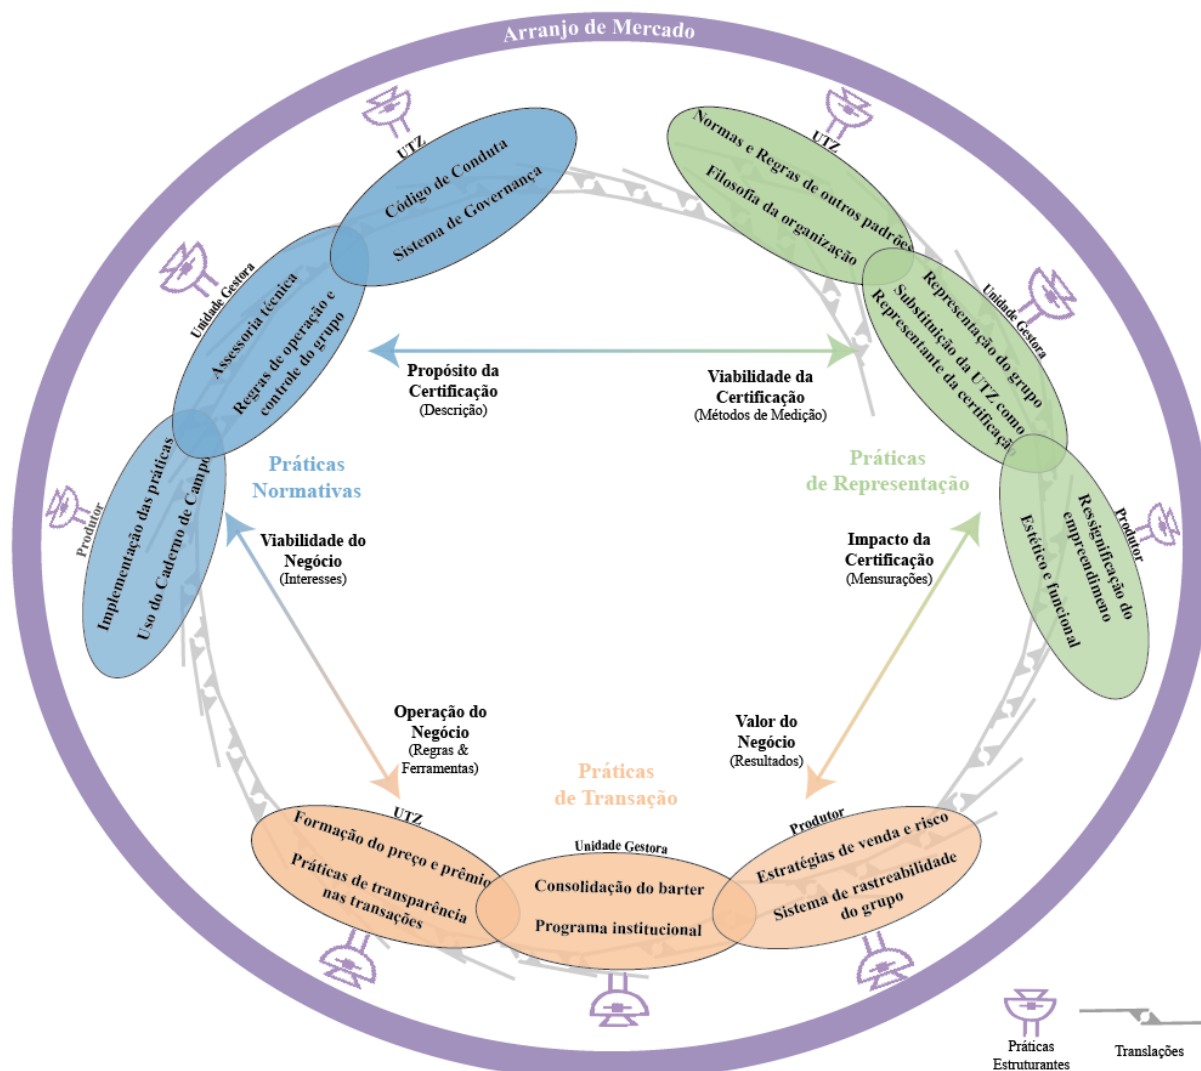 Arranjo de Mercado
UTZ
Código de Conduta
Sistema de Governança
Unidade Gestora
Assessoria técnica
Regras de operação e
controle do grupo
Produtor
Implementação das práticas
Uso do Caderno de Campo
UTZ
Normas e Regras de outros padrões
Filosofia da organização
Unidade Gestora
Representação do grupo
Substituição da UTZ como
Representante da certificação
Produtor
Ressignificação do
empreendimeno
Estético e funcional
Propósito da
Certificação
(Descrição)
Viabilidade da
Certificação
(Métodos de Medição)
Práticas
Normativas
Práticas
de Representação
Viabilidade do
Negócio
(Interesses)
Impacto da
Certificação
(Mensurações)
Operação do
Negócio
(Regras &
Ferramentas)
Valor do
Negócio
(Resultados)
Práticas
de Transação
UTZ
Formação do preço e prêmio
Práticas de transparência
nas transações
Unidade Gestora
Consolidação do barter
Programa institucional
Produtor
Estratégias de venda e risco
Sistema de rastreabilidade
do grupo
Práticas
Estruturantes
Translações